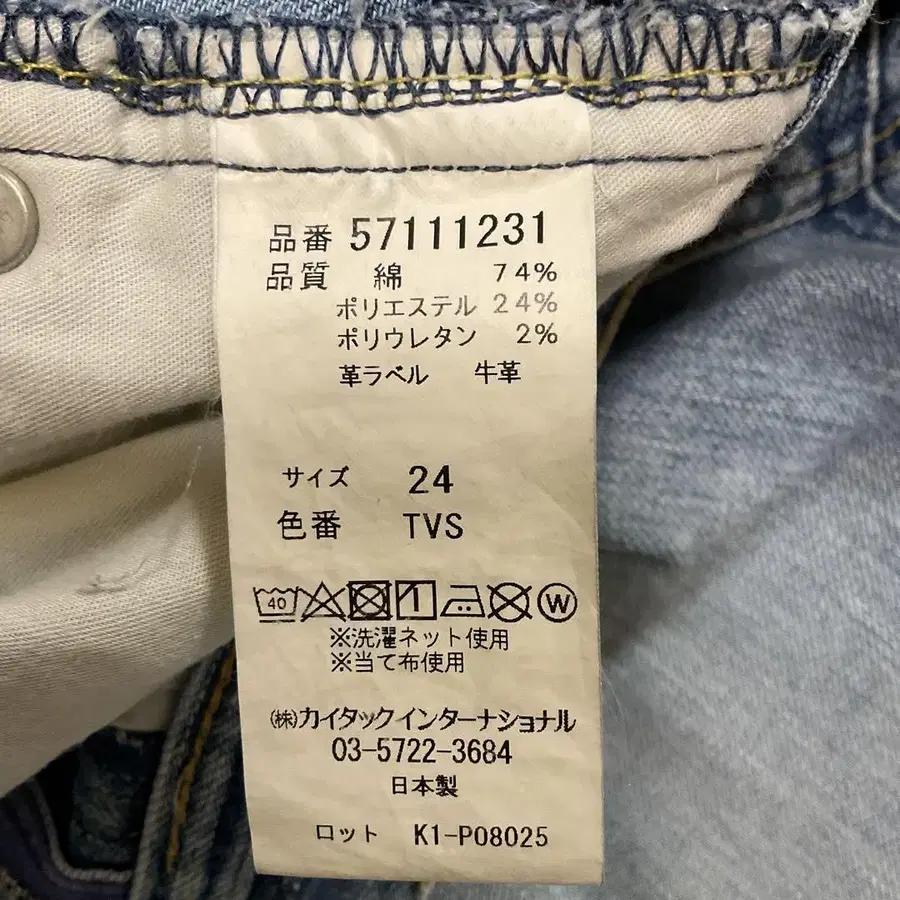 品番 57111231
品質 綿 74%
ポリエステル 24%
ポリウレタン 2%
革ラベル 牛革
サイズ 24
色番 TVS
40 W
※洗濯ネット使用
※当て布使用
㈱カイタックインターナショナル
03-5722-3684
日本製
ロット K1-P08025